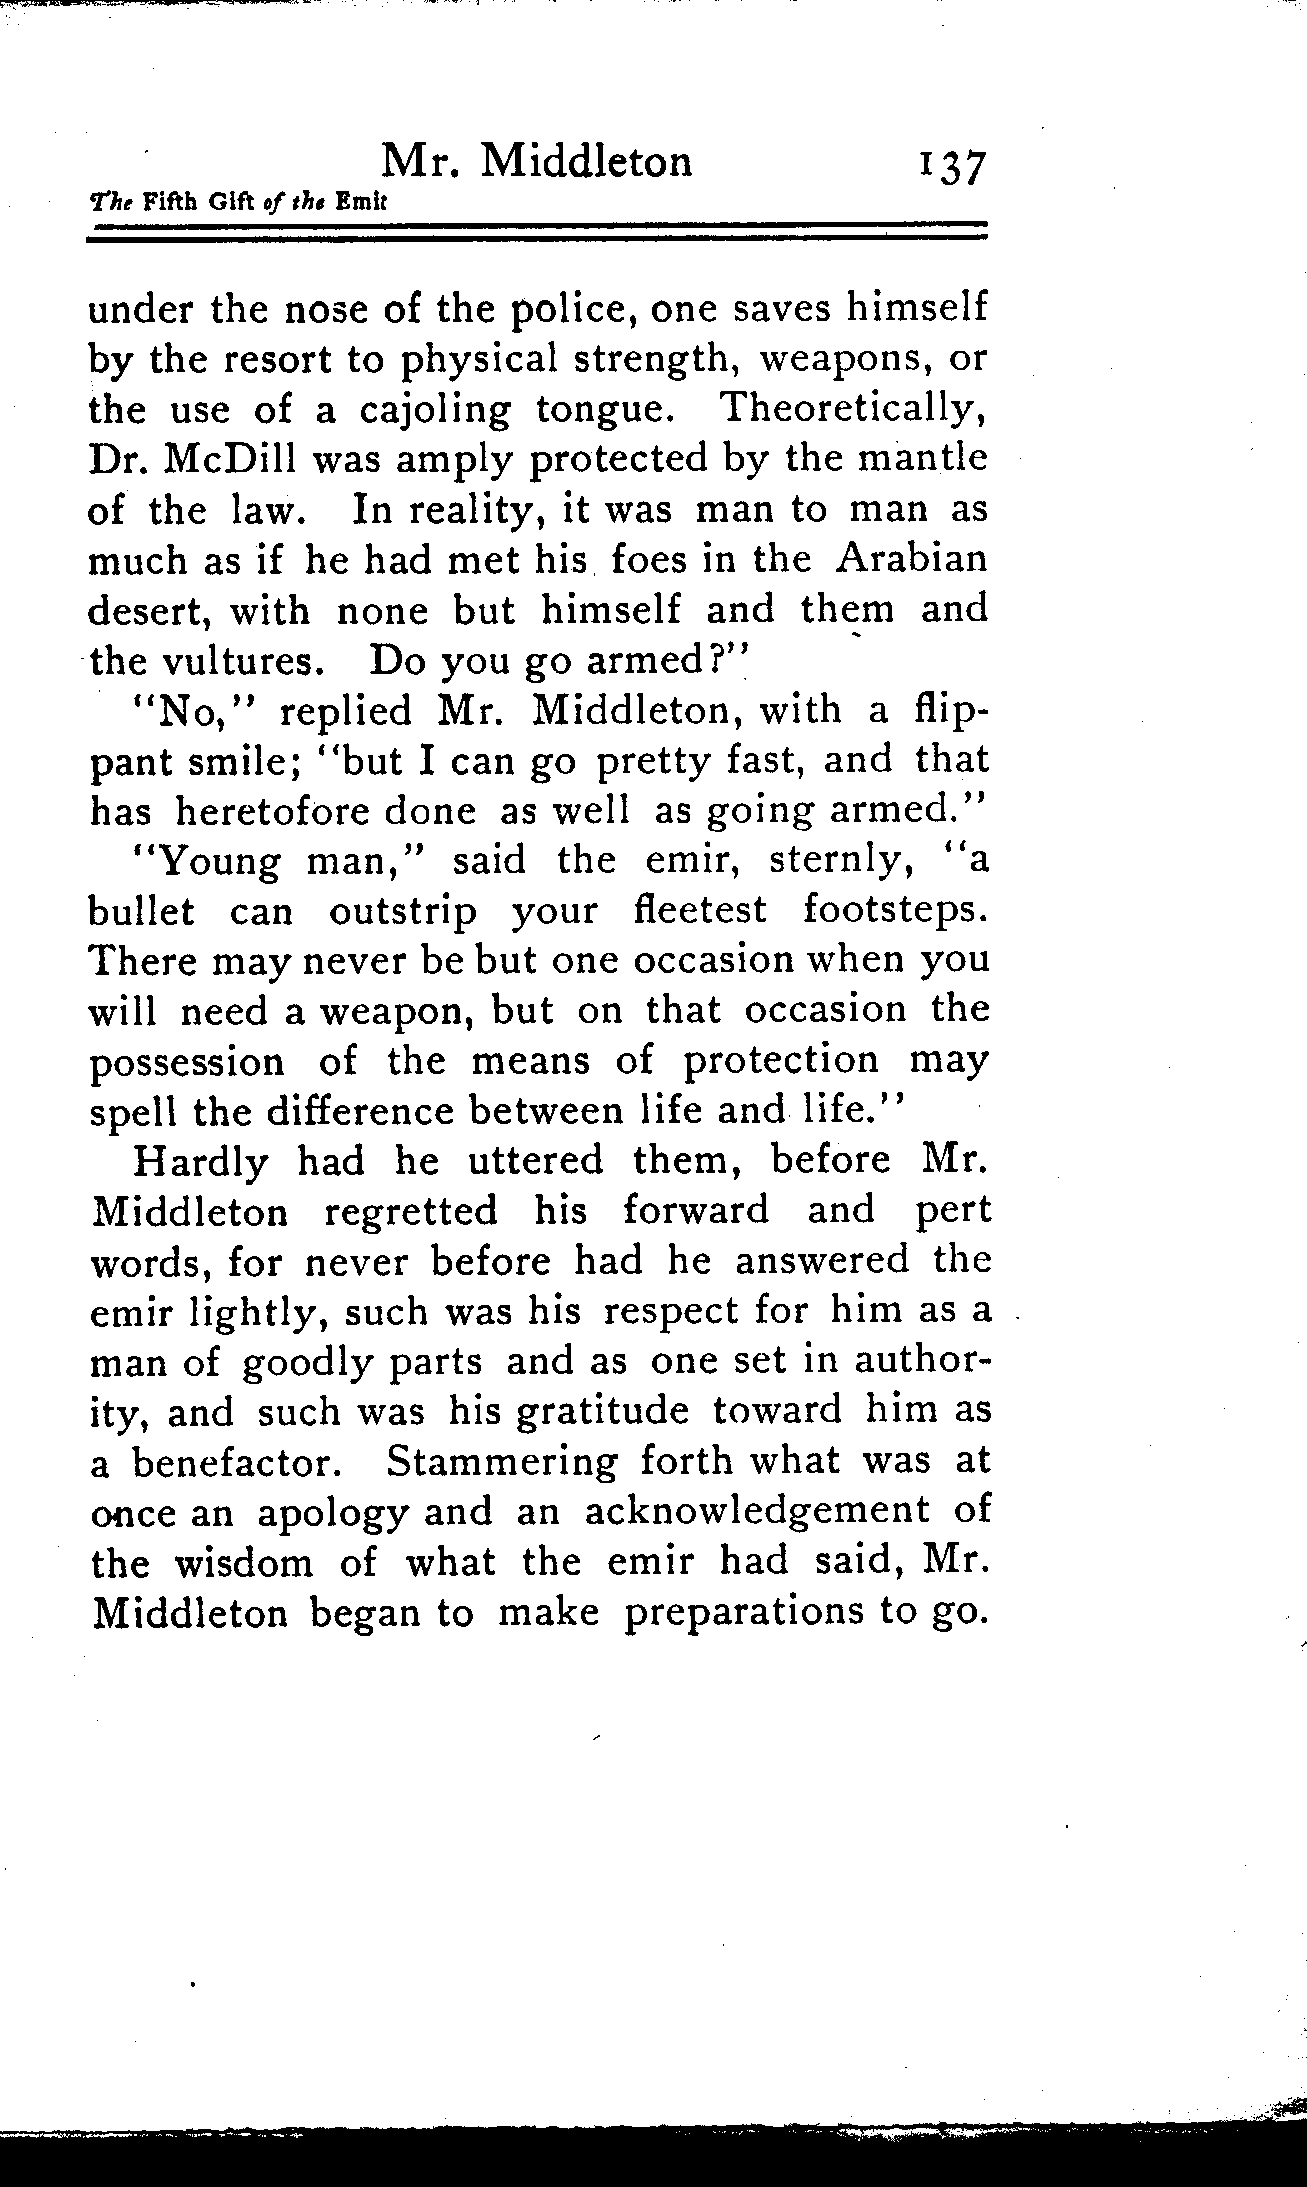 Mr. Middleton 137
The Fifth Gift of the Emir
under the nose of the police, one saves himself
by the resort to physical strength, weapons, or
the use of a cajoling tongue. Theoretically,
Dr. McDill was amply protected by the mantle
of the law. In reality, it was man to man as
much as if he had met his foes in the Arabian
desert, with none but himself and them and
the vultures. Do you go armed?"
"No," replied Mr. Middleton, with a flip-
pant smile; "but I can go pretty fast, and that
has heretofore done as well as going armed."
"Young man," said the emir, sternly, "a
bullet can outstrip your fleetest footsteps.
There may never be but one occasion when you
will need a weapon, but on that occasion the
possession of the means of protection may
spell the difference between life and life."
Hardly had he uttered them, before Mr.
Middleton regretted his forward and pert
words, for never before had he answered the
emir lightly, such was his respect for him as a
man of goodly parts and as one set in author-
ity, and such was his gratitude toward him as
a benefactor. Stammering forth what was at
once an apology and an acknowledgement of
the wisdom of what the emir had said, Mr.
Middleton began to make preparations to go.